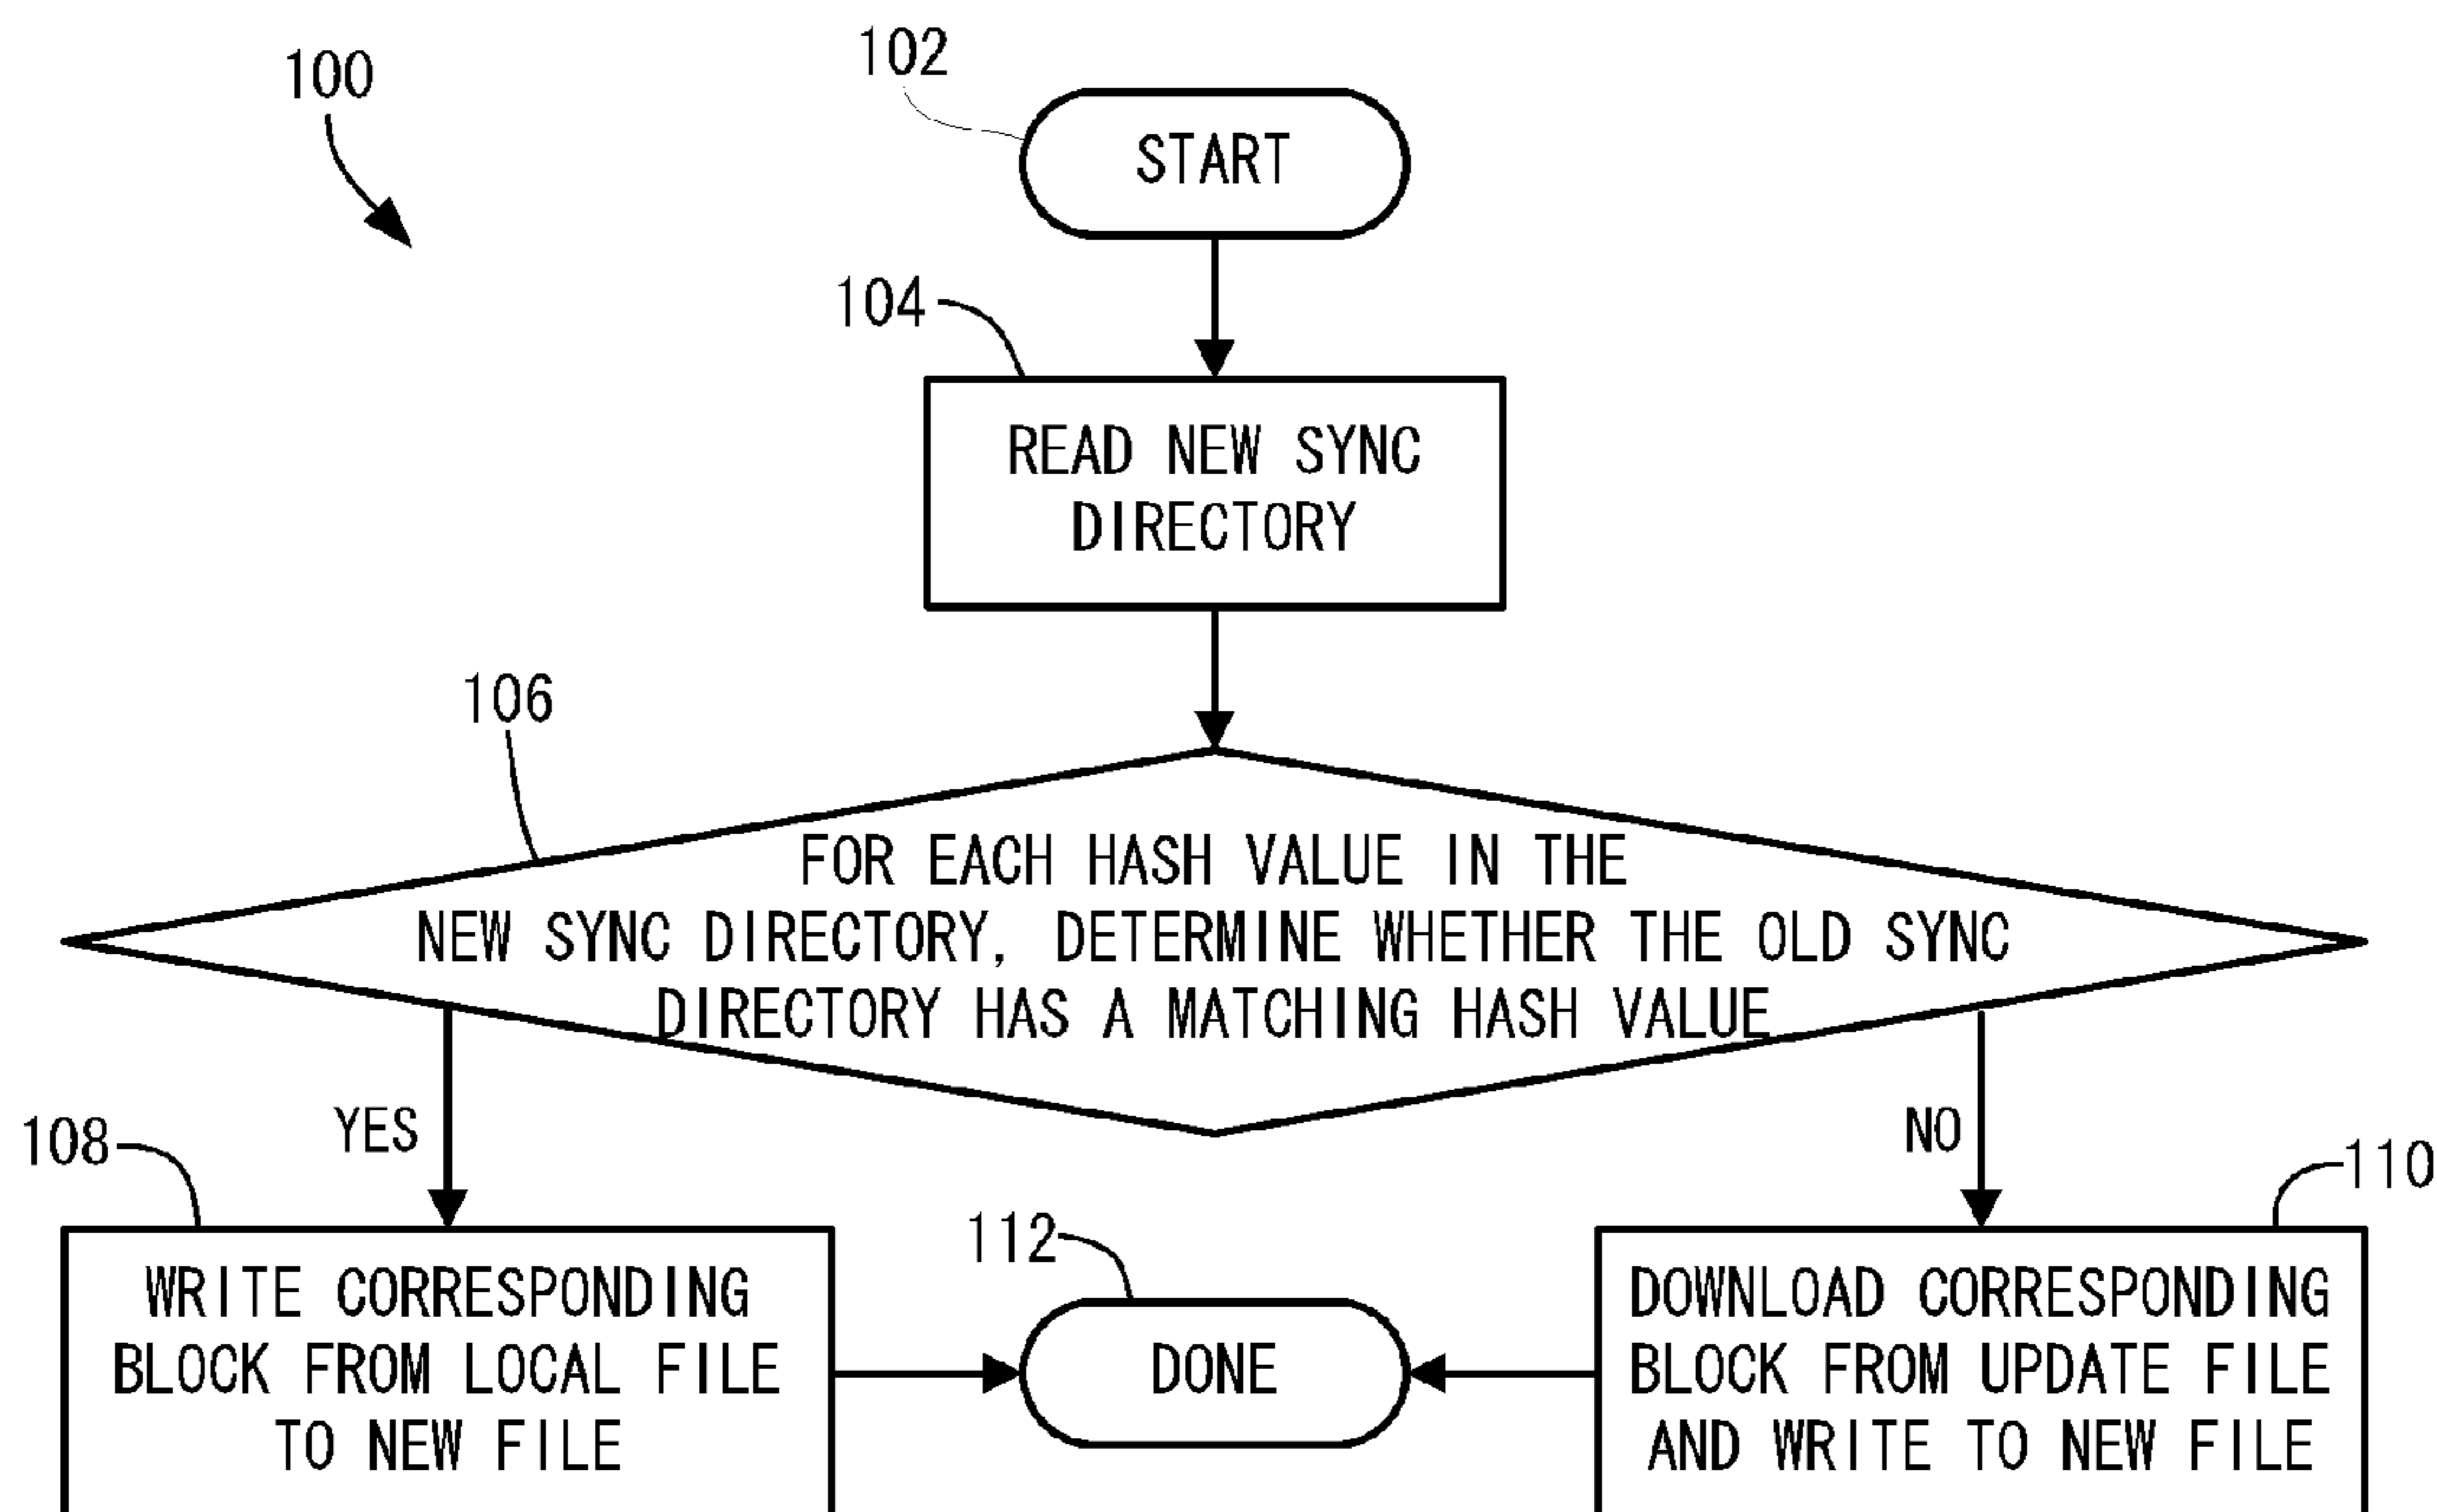 100
102
START
104
READ NEW SYNC
DIRECTORY
106
FOR EACH HASH VALUE IN THE
NEW SYNC DIRECTORY, DETERMINE WHETHER THE OLD SYNC
DIRECTORY HAS A MATCHING HASH VALUE
YES
NO
108
110
112
WRITE CORRESPONDING
BLOCK FROM LOCAL FILE
TO NEW FILE
DONE
DOWNLOAD CORRESPONDING
BLOCK FROM UPDATE FILE
AND WRITE TO NEW FILE